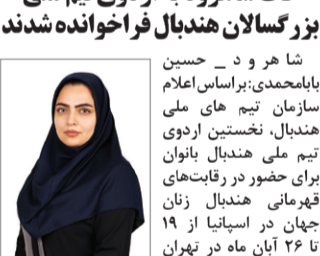 بزرگسالان هندبال فراخوانده شدند
شاهرود _ حسین
بابامحمدی:براساس اعلام
سازمان تیم های ملی
هندبال، نخستین اردوی
تیم ملی هندبال بانوان
برای حضور در رقابت‌های
قهرمانی هندبال زنان
جهان در اسپانیا از ۱۹
تا ۲۶ آبان ماه در تهران